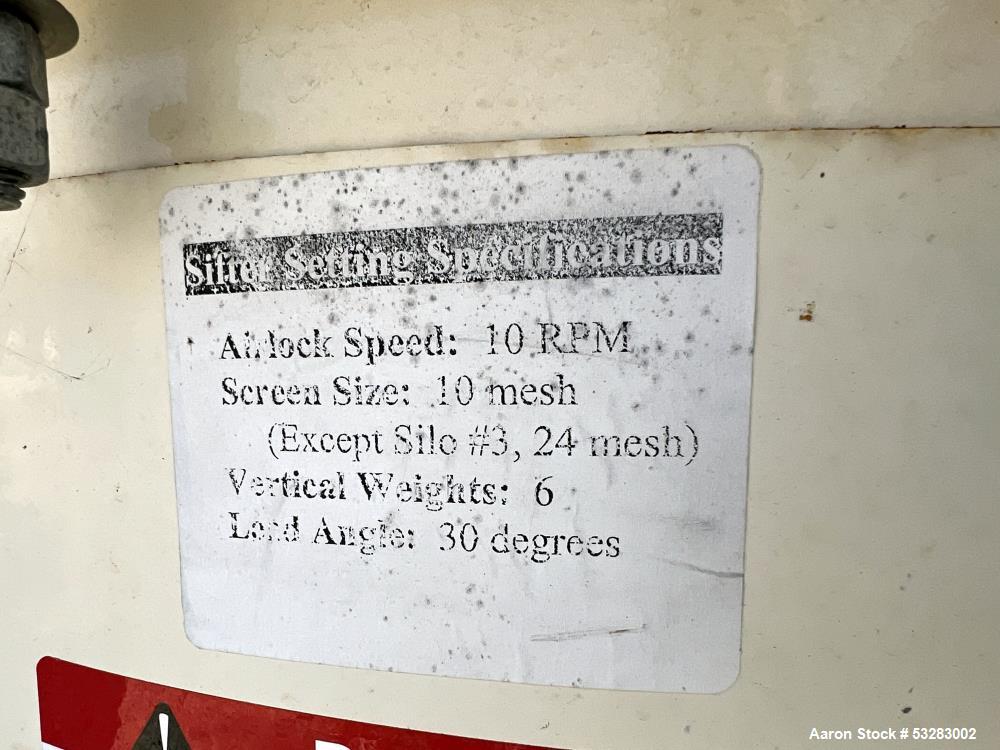 Sifter Setting Specifications
Airlock Speed: 10 RPM
Screen Size: 10 mesh
(Except Silo #3, 24 mesh)
Vertical Weights: 6
Lead Angle: 30 degrees
Aaron Stock # 53283002